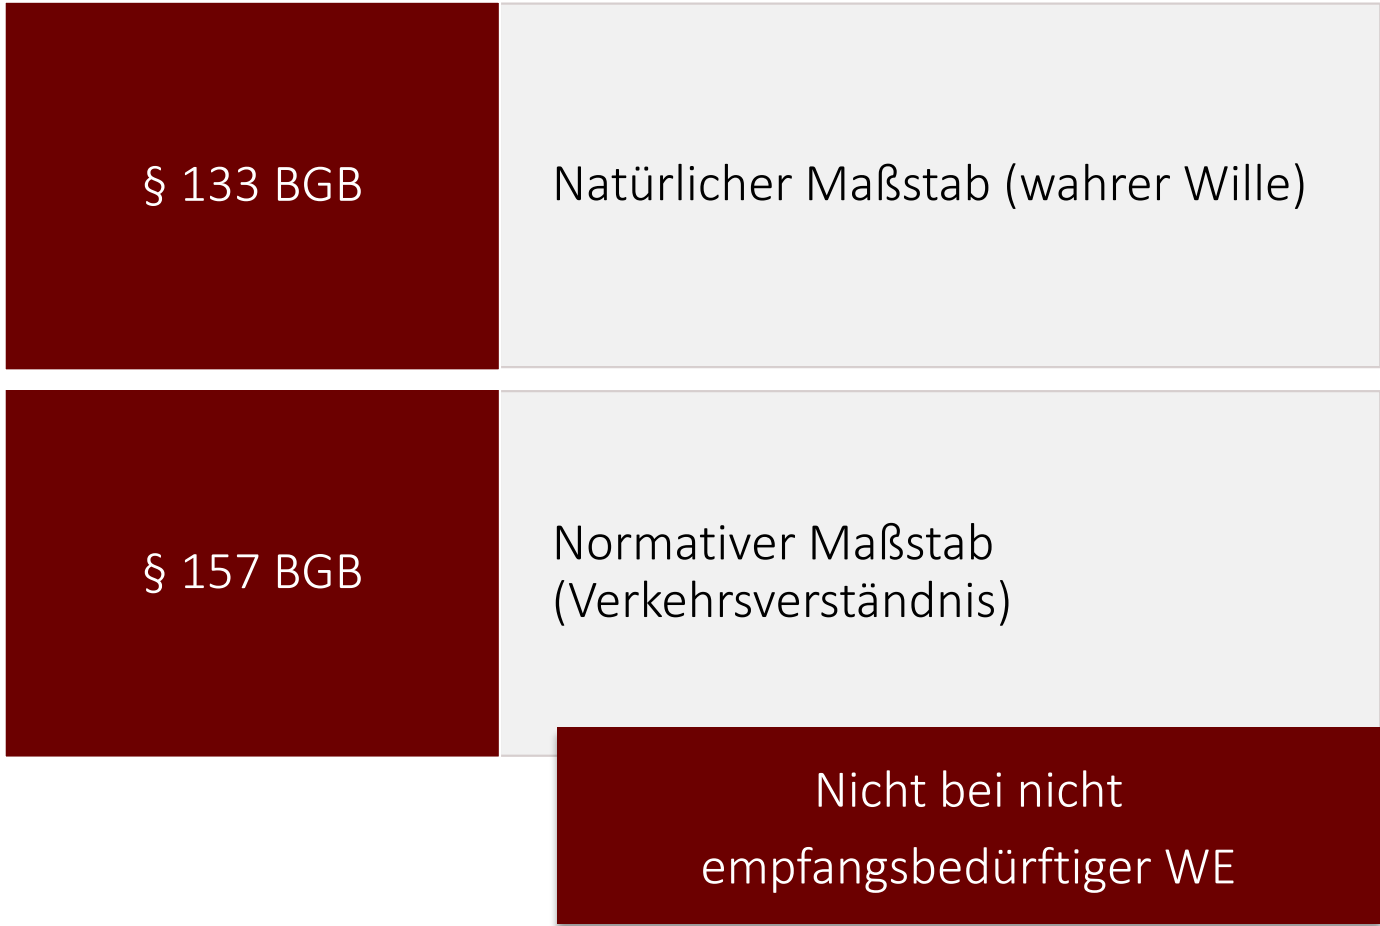 § 133 BGB
Natürlicher Maßstab (wahrer Wille)
§ 157 BGB
Normativer Maßstab
(Verkehrsverständnis)
Nicht bei nicht
empfangsbedürftiger WE